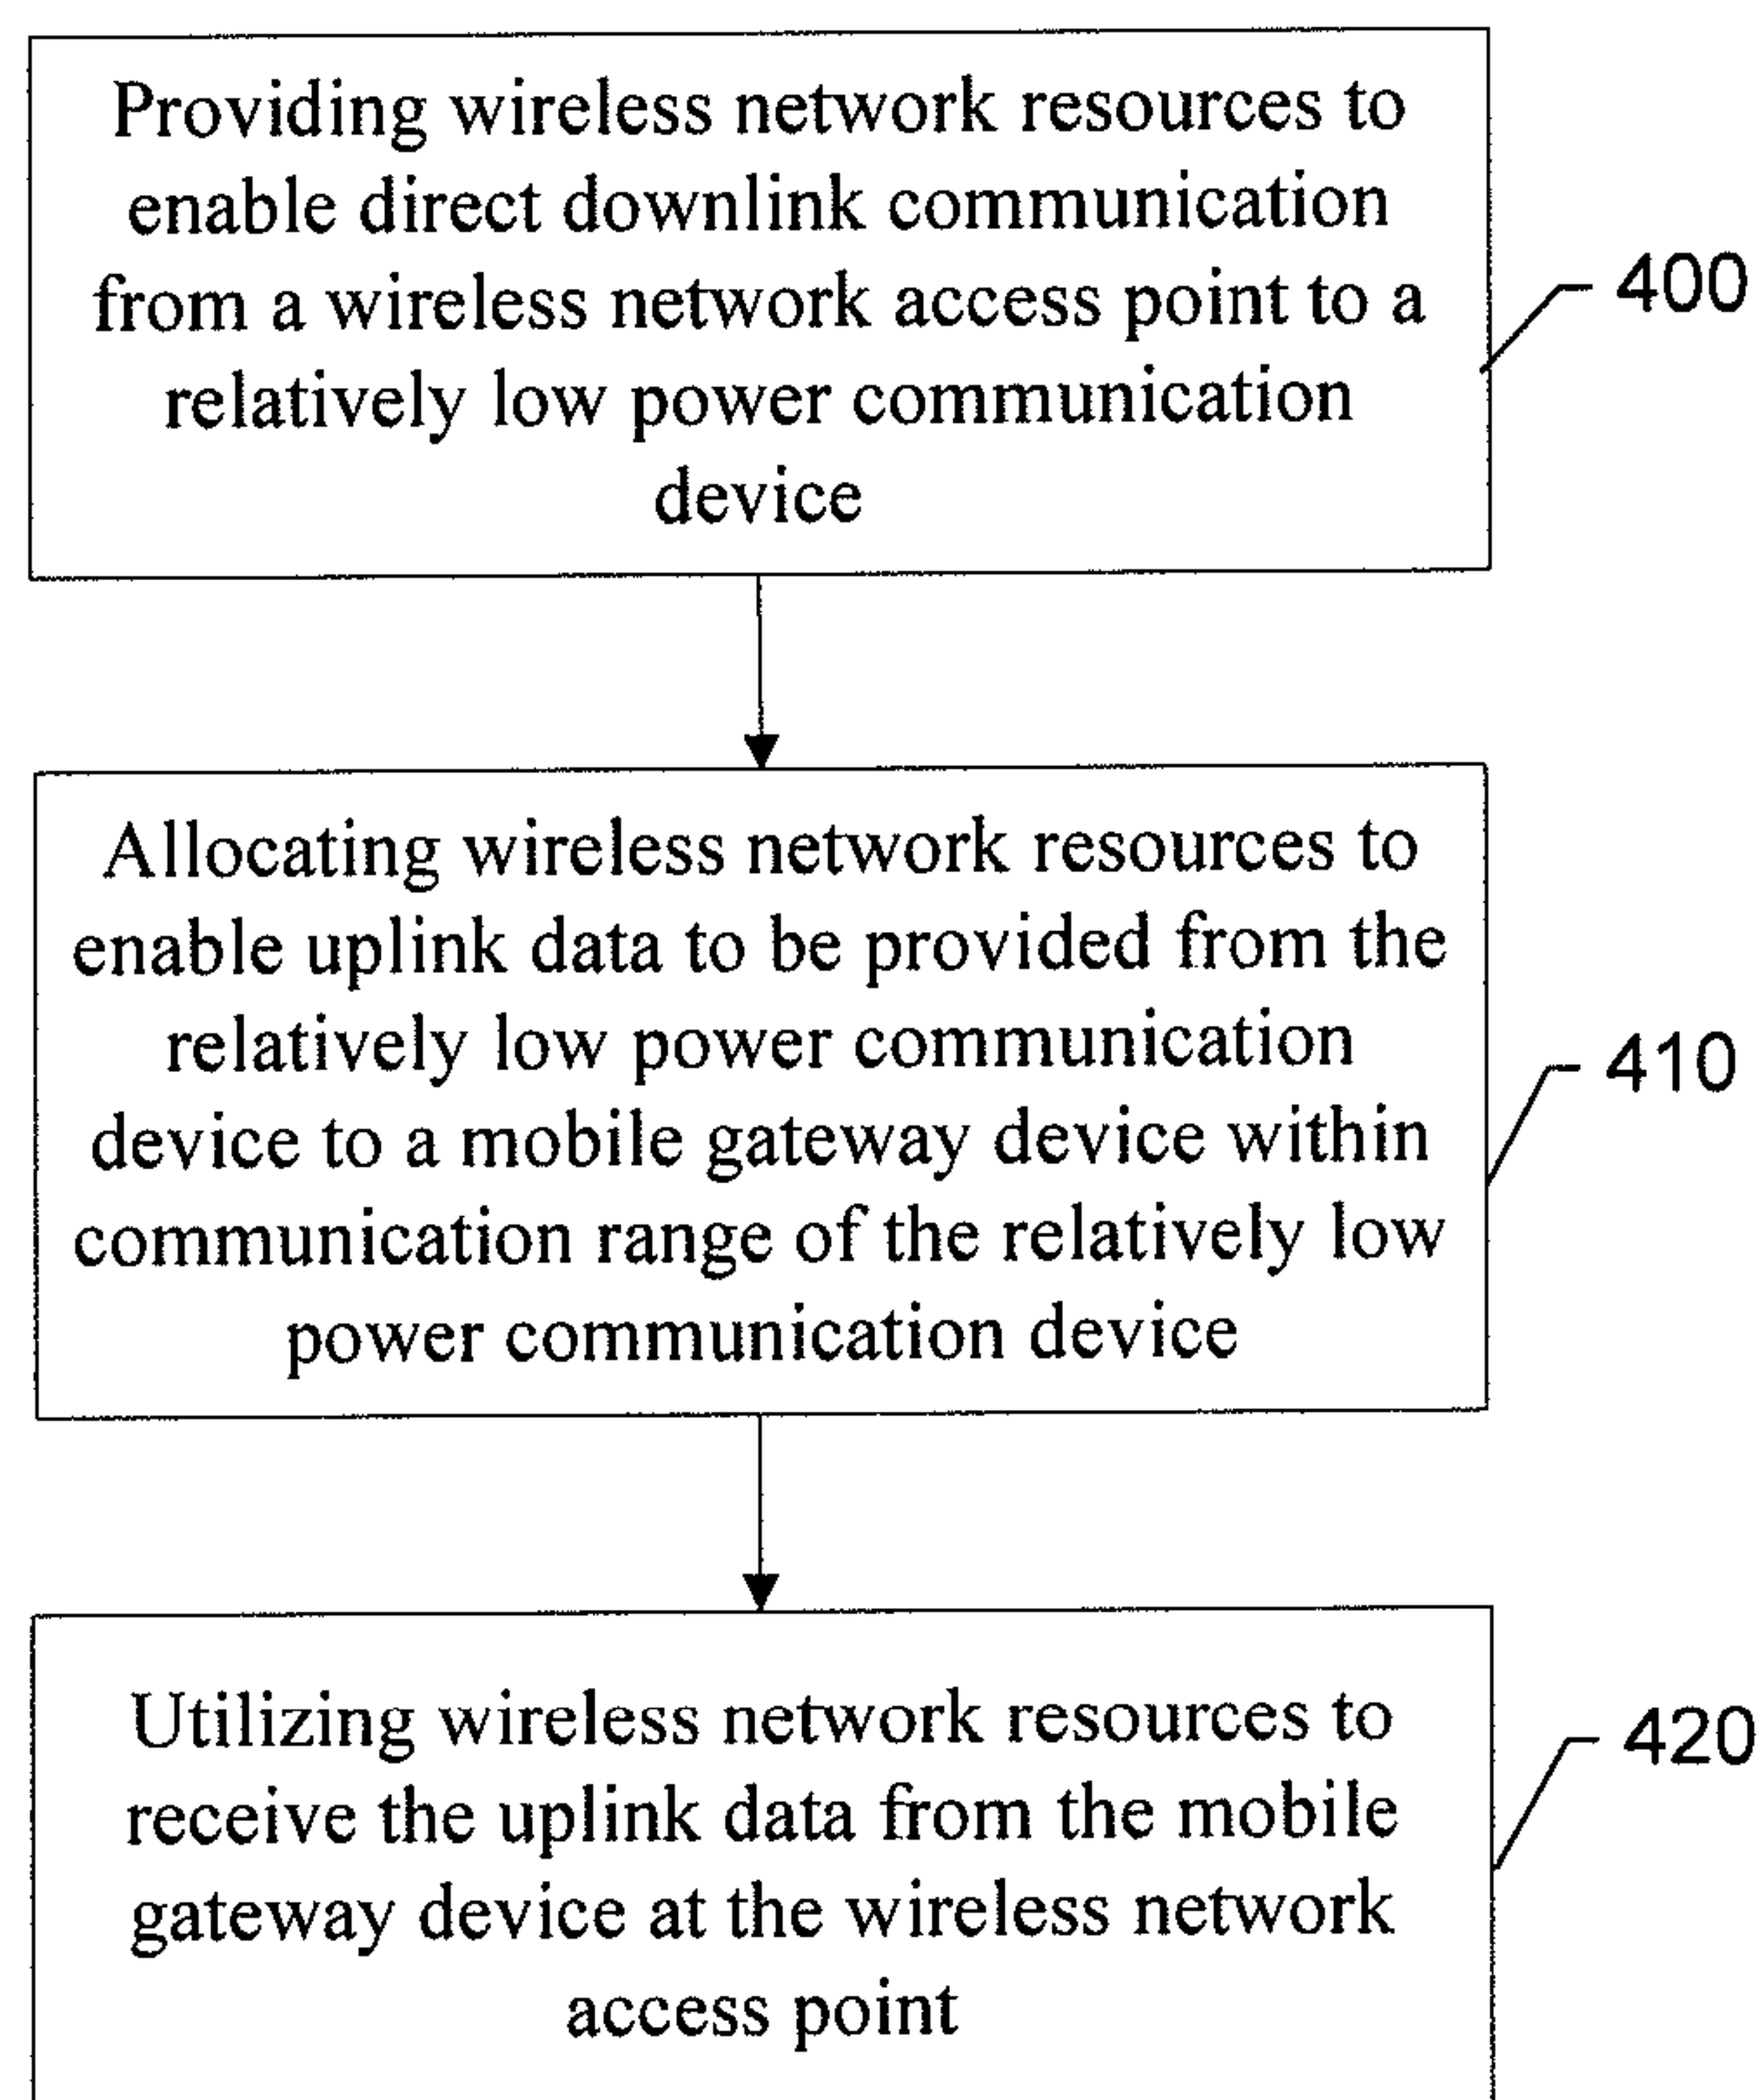 Providing wireless network resources to
enable direct downlink communication
from a wireless network access point to a
relatively low power communication
device
400
Allocating wireless network resources to
enable uplink data to be provided from the
relatively low power communication
device to a mobile gateway device within
communication range of the relatively low
power communication device
410
Utilizing wireless network resources to
receive the uplink data from the mobile
gateway device at the wireless network
access point
420